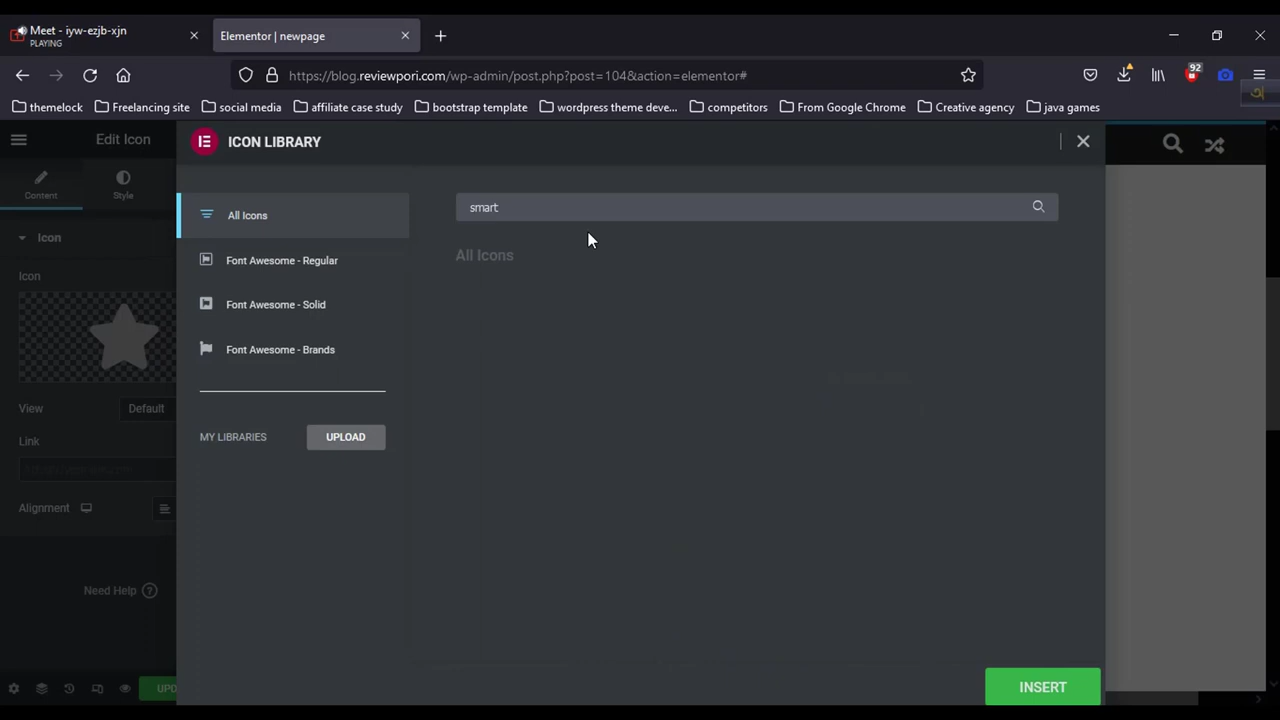 Meet - iyw-ezjb-xjn
PLAYING
Elementor | newpage
https://blog.reviewpori.com/wp-admin/post.php?post=104&action=elementor#
92
themelock
Freelancing site
social media
affiliate case study
bootstrap template
wordpress theme deve...
competitors
From Google Chrome
Creative agency
java games
অ
Edit Icon
ICON LIBRARY
Content
Style
All Icons
smart
Icon
Font Awesome - Regular
All Icons
Icon
Font Awesome - Solid
Font Awesome - Brands
View
Default
Link
MY LIBRARIES
UPLOAD
Alignment
Need Help
UPD
INSERT